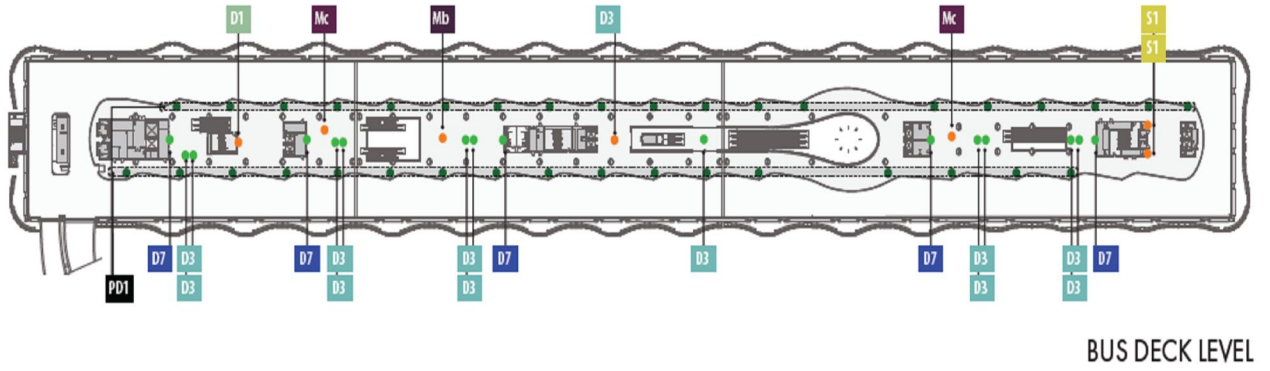 D1 Mc Mb D3 Mc S1
S1
D7 D3 D7 D3 D3 D7 D3 D7 D3 D3 D7
PD1 D3 D3 D3 D3 D3
BUS DECK LEVEL